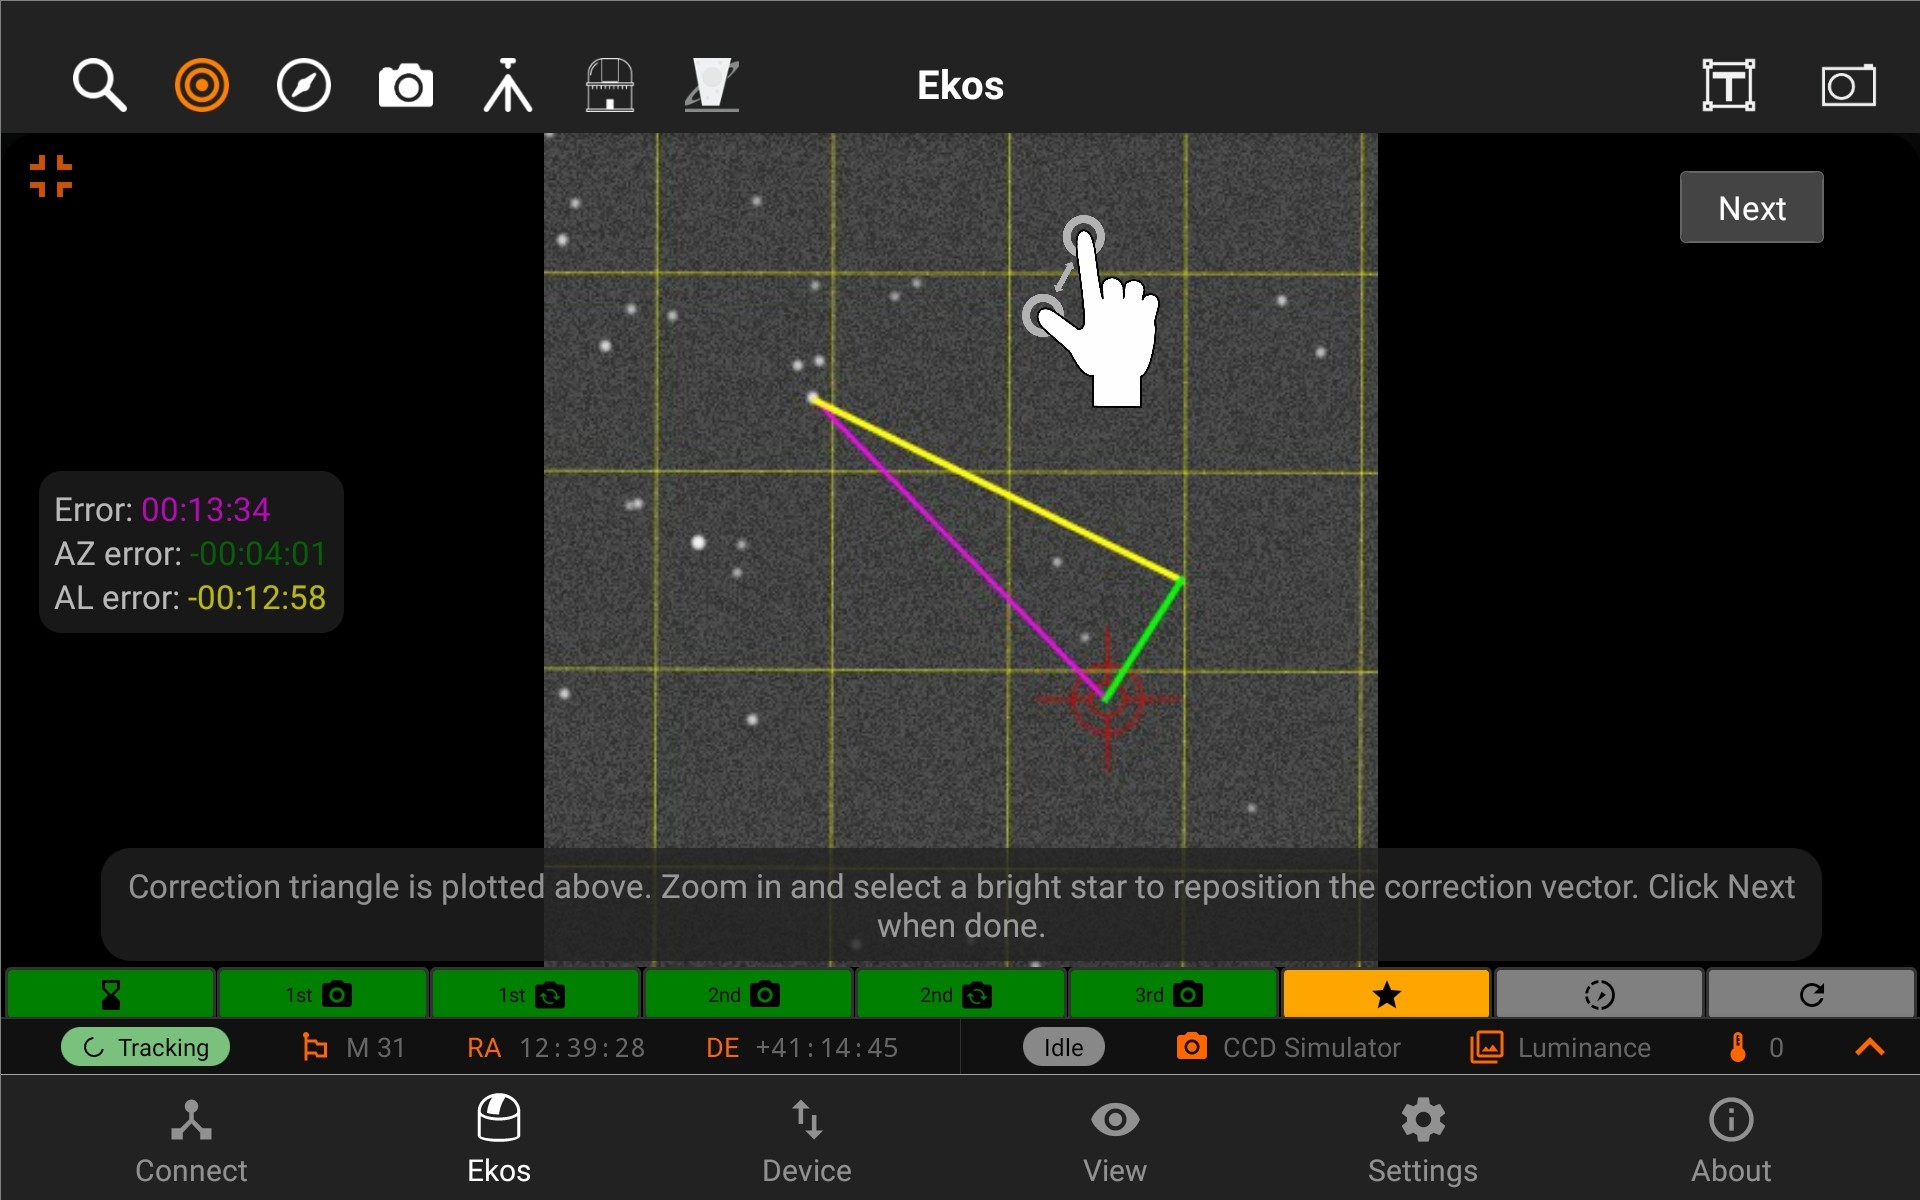 Ekos
Next
Error: 00:13:34
AZ error: -00:04:01
AL error: -00:12:58
Correction triangle is plotted above. Zoom in and select a bright star to reposition the correction vector. Click Next
when done.
1st 1st 2nd 2nd 3rd
Tracking M 31 RA 12:39:28 DE +41:14:45 Idle CCD Simulator Luminance 0
Connect Ekos Device View Settings About